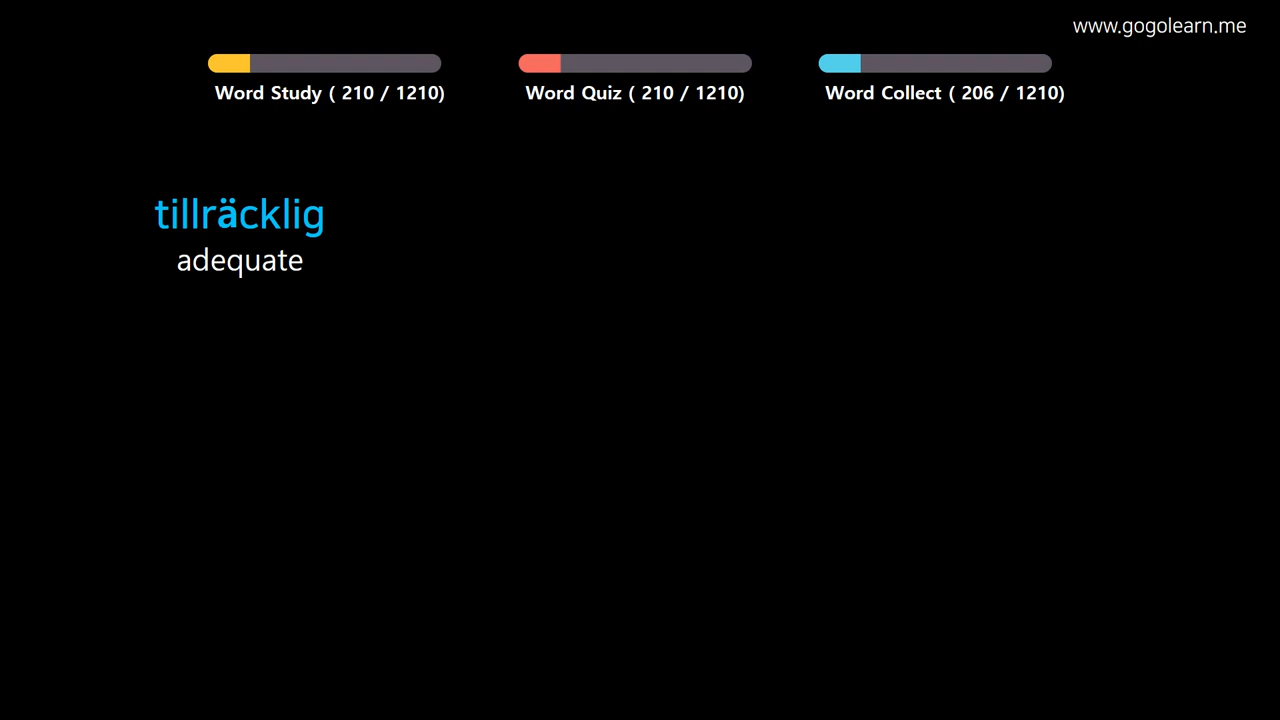 www.gogolearn.me
Word Study ( 210 / 1210)
Word Quiz ( 210 / 1210)
Word Collect ( 206 / 1210)
tillräcklig
adequate